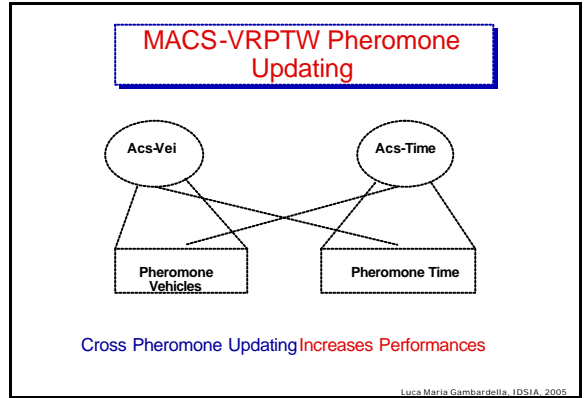 MACS-VRPTW Pheromone
Updating
Acs-Vei
Acs-Time
Pheromone
Vehicles
Pheromone Time
Cross Pheromone Updating Increases Performances
Luca Maria Gambardella, IDSIA, 2005